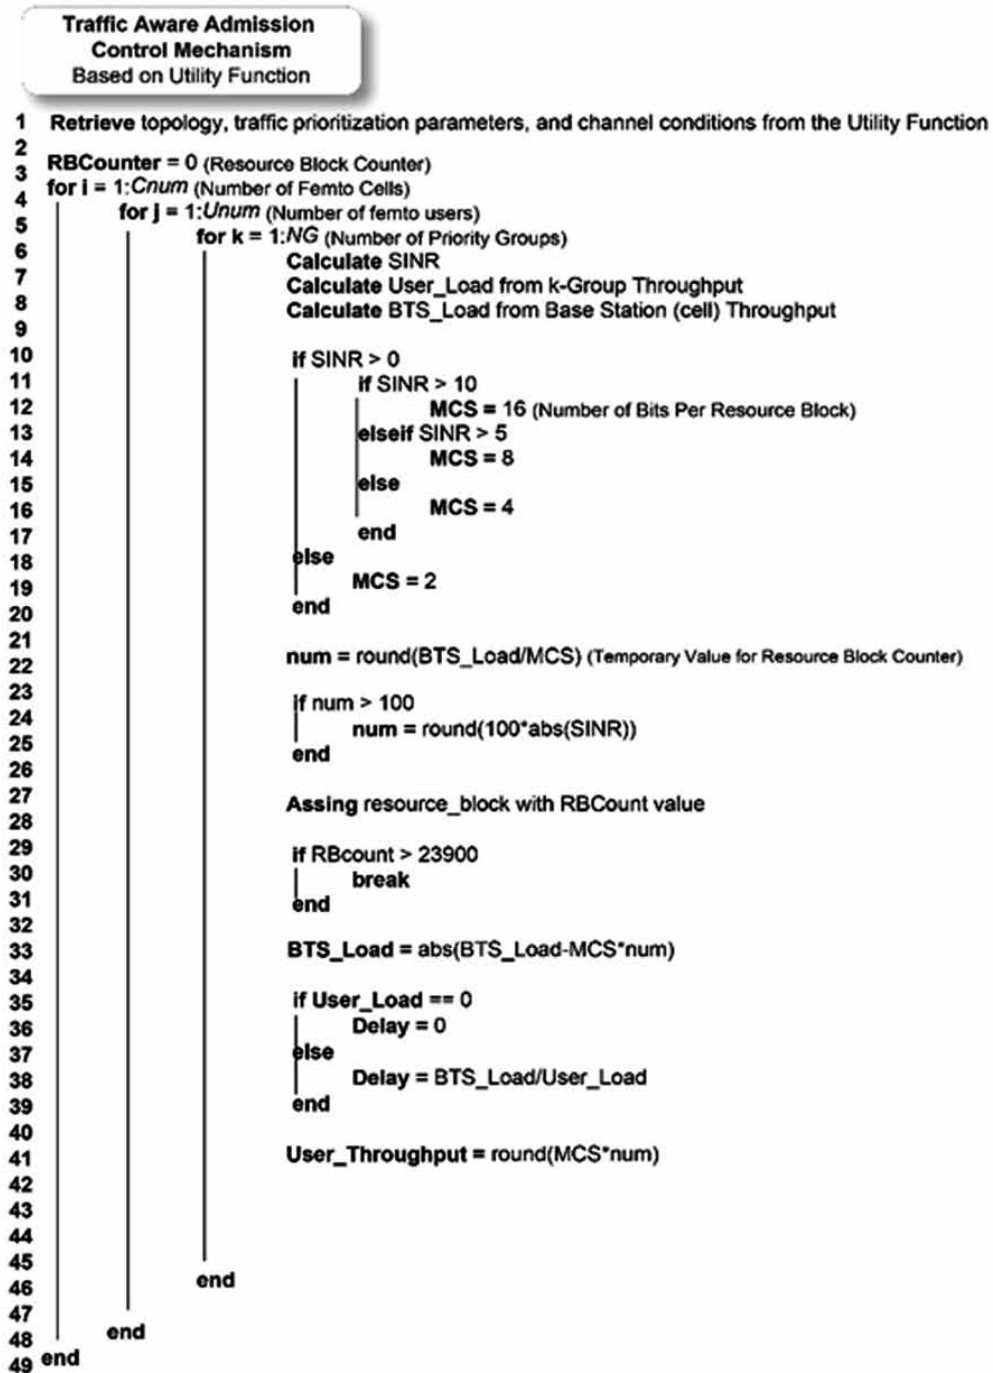 Traffic Aware Admission
Control Mechanism
Based on Utility Function
1 Retrieve topology, traffic prioritization parameters, and channel conditions from the Utility Function
2
3 RBCounter = 0 (Resource Block Counter)
4 for i = 1:Cnum (Number of Femto Cells)
5 for j = 1:Unum (Number of femto users)
6 for k = 1:NG (Number of Priority Groups)
7 Calculate SINR
8 Calculate User_Load from k-Group Throughput
9 Calculate BTS_Load from Base Station (cell) Throughput
10 if SINR > 0
11 if SINR > 10
12 MCS = 16 (Number of Bits Per Resource Block)
13 elseif SINR > 5
14 MCS = 8
15 else
16 MCS = 4
17 end
18 else
19 MCS = 2
20 end
21
22 num = round(BTS_Load/MCS) (Temporary Value for Resource Block Counter)
23 if num > 100
24 num = round(100*abs(SINR))
25 end
26
27 Assing resource_block with RBCount value
28
29 if RBcount > 23900
30 break
31 end
32
33 BTS_Load = abs(BTS_Load-MCS*num)
34
35 if User_Load == 0
36 Delay = 0
37 else
38 Delay = BTS_Load/User_Load
39 end
40
41 User_Throughput = round(MCS*num)
42
43
44
45
46 end
47
48 end
49 end